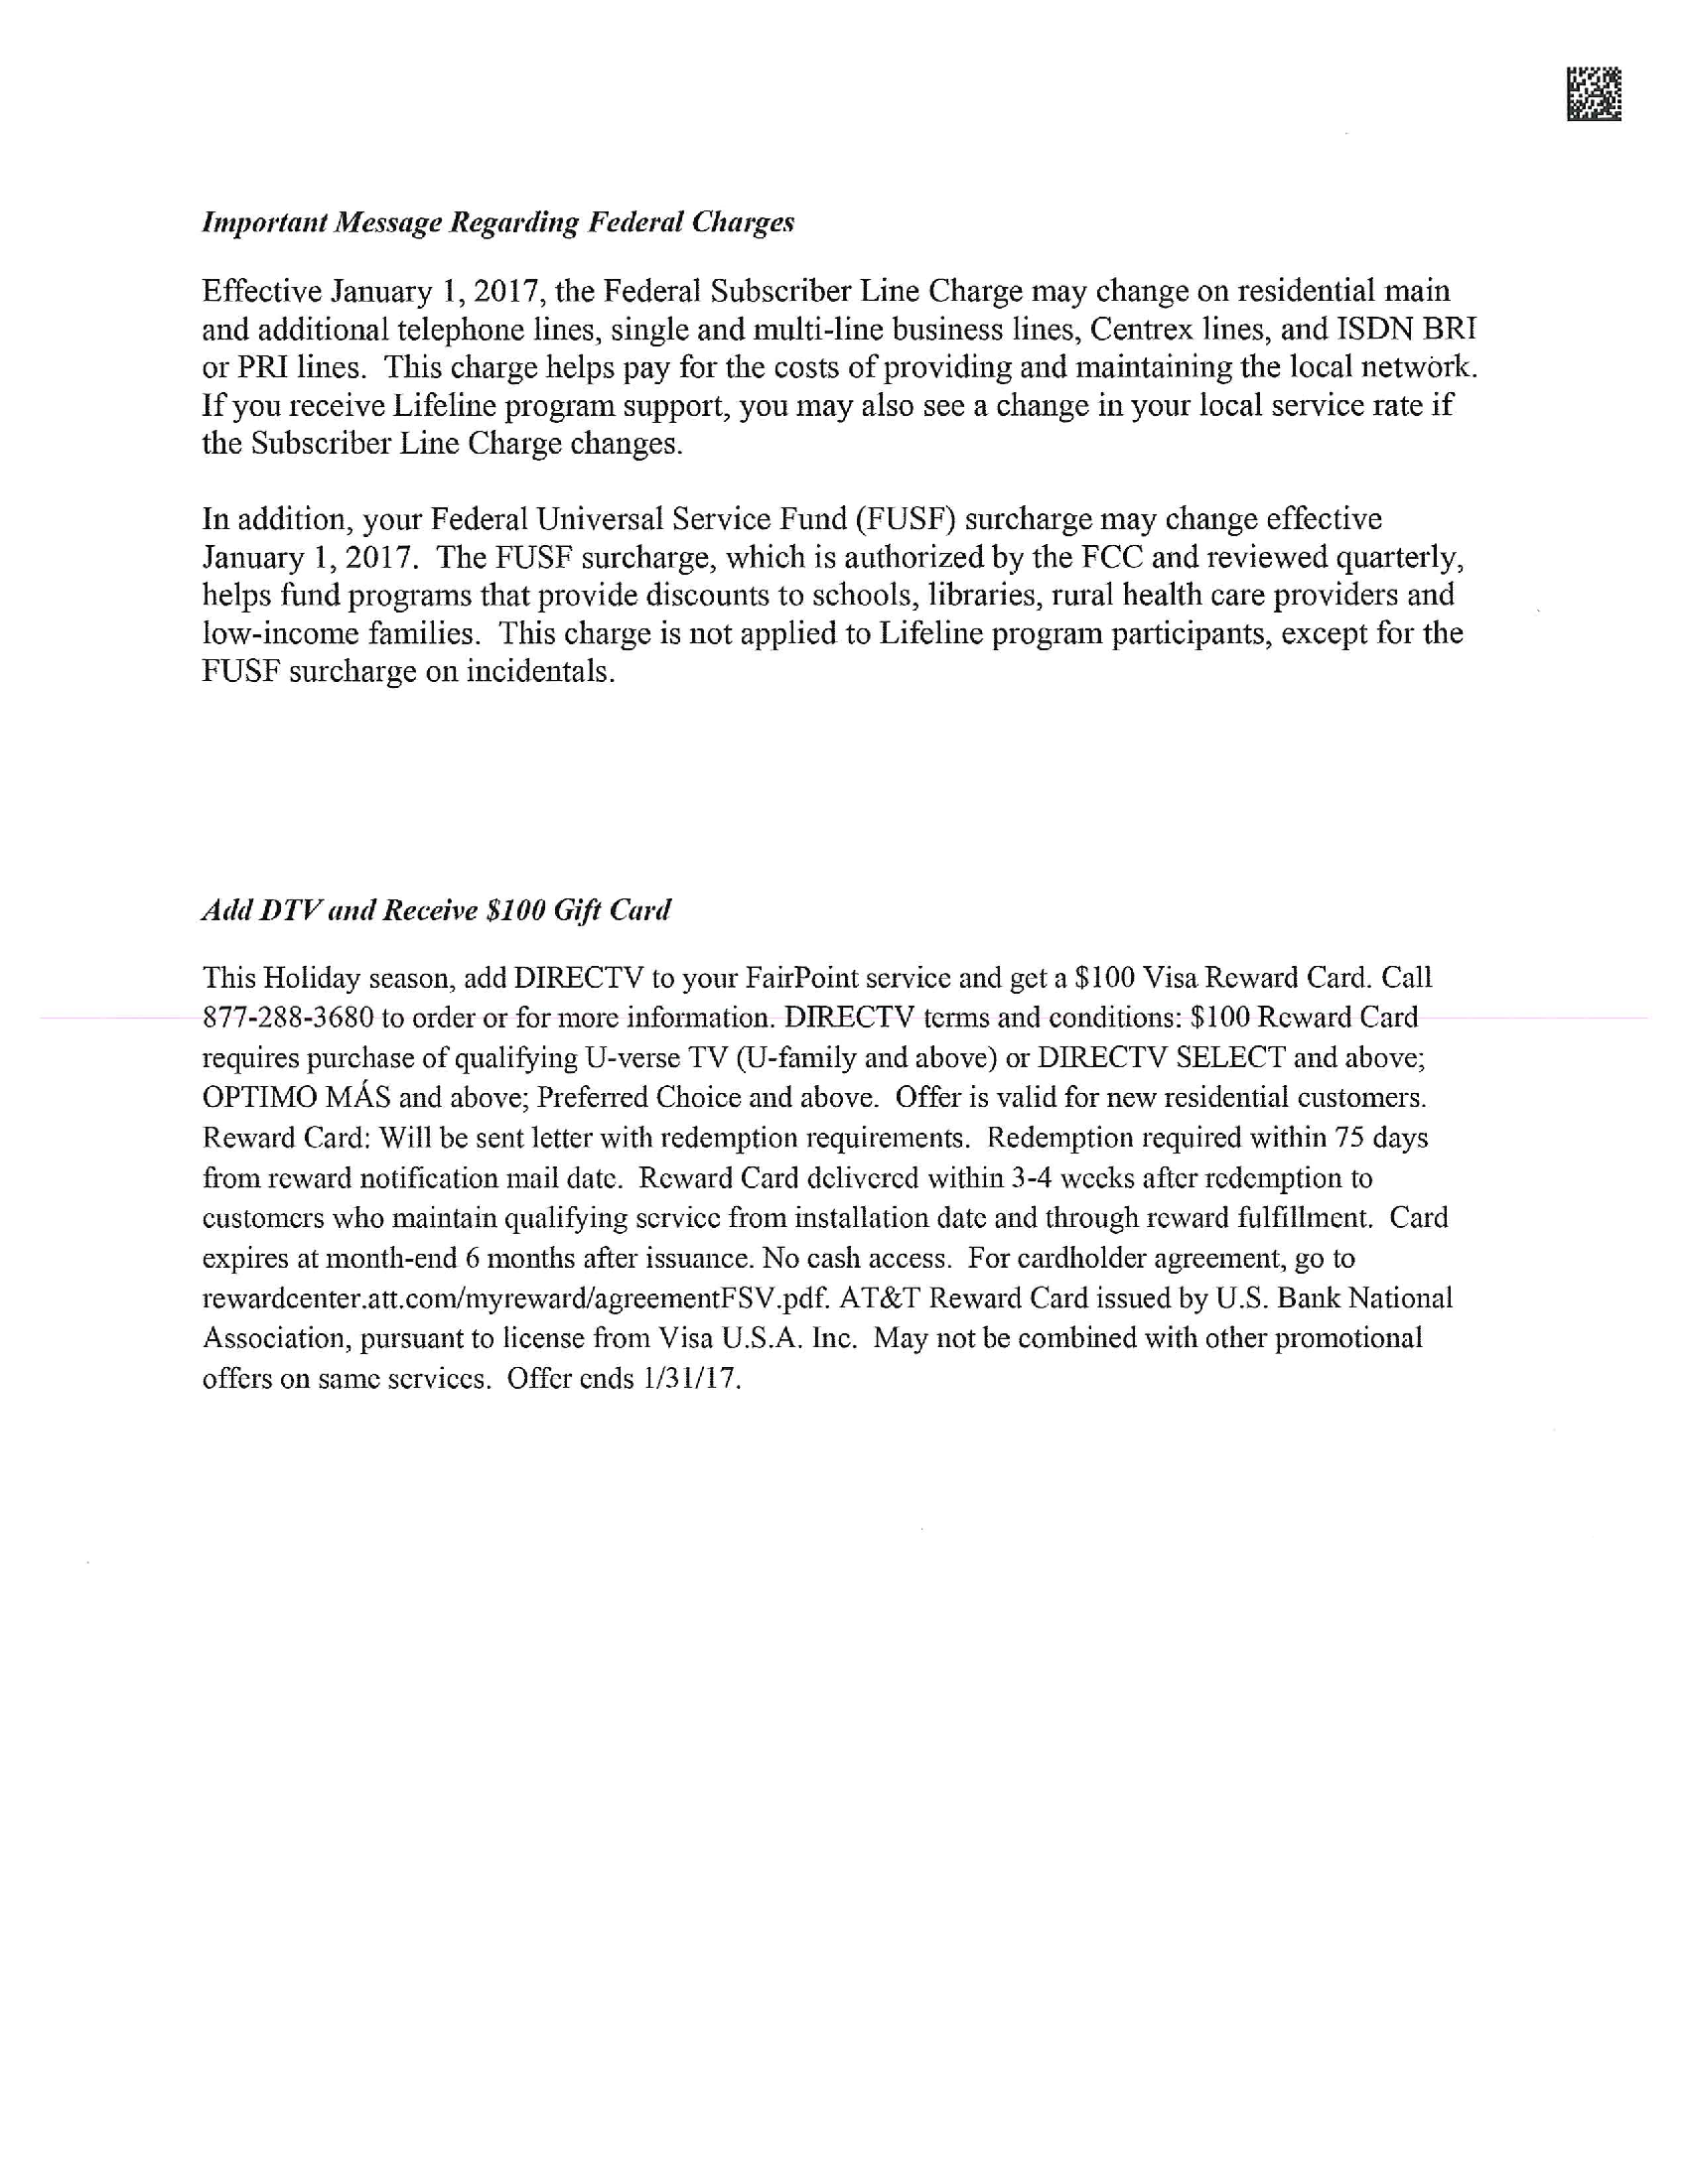 Important Message Regarding Federal Charges
Effective January 1, 2017, the Federal Subscriber Line Charge may change on residential main
and additional telephone lines, single and multi-line business lines, Centrex lines, and ISDN BRI
or PRI lines.  This charge helps pay for the costs of providing and maintaining the local network.
If you receive Lifeline program support, you may also see a change in your local service rate if
the Subscriber Line Charge changes.
In addition, your Federal Universal Service Fund (FUSF) surcharge may change effective
January 1, 2017.  The FUSF surcharge, which is authorized by the FCC and reviewed quarterly,
helps fund programs that provide discounts to schools, libraries, rural health care providers and
low-income families.  This charge is not applied to Lifeline program participants, except for the
FUSF surcharge on incidentals.
Add DTV and Receive $100 Gift Card
This Holiday season, add DIRECTV to your FairPoint service and get a $100 Visa Reward Card. Call
877-288-3680 to order or for more information. DIRECTV terms and conditions: $100 Reward Card
requires purchase of qualifying U-verse TV (U-family and above) or DIRECTV SELECT and above;
OPTIMO MÁS and above; Preferred Choice and above.  Offer is valid for new residential customers.
Reward Card: Will be sent letter with redemption requirements.  Redemption required within 75 days
from reward notification mail date.  Reward Card delivered within 3-4 weeks after redemption to
customers who maintain qualifying service from installation date and through reward fulfillment.  Card
expires at month-end 6 months after issuance. No cash access.  For cardholder agreement, go to
rewardcenter.att.com/myreward/agreementFSV.pdf. AT&T Reward Card issued by U.S. Bank National
Association, pursuant to license from Visa U.S.A. Inc.  May not be combined with other promotional
offers on same services.  Offer ends 1/31/17.